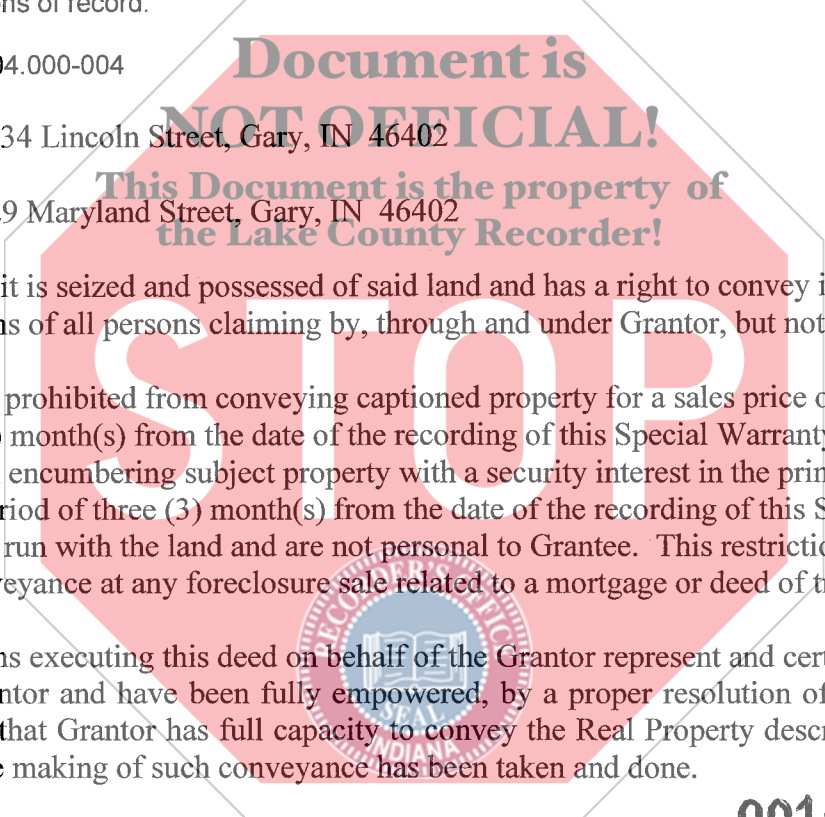 ns of record.
04.000-004
Document is
NOT OFFICIAL!
34 Lincoln Street, Gary, IN 46402
This Document is the property of
the Lake County Recorder!
9 Maryland Street, Gary, IN 46402
it is seized and possessed of said land and has a right to convey i
ns of all persons claiming by, through and under Grantor, but not
STOP
prohibited from conveying captioned property for a sales price o
month(s) from the date of the recording of this Special Warranty
encumbering subject property with a security interest in the prin
riod of three (3) month(s) from the date of the recording of this S
run with the land and are not personal to Grantee. This restrictio
veyance at any foreclosure sale related to a mortgage or deed of tr
RECORDER'S OFFICE
SEAL
INDIANA
ns executing this deed on behalf of the Grantor represent and cert
ntor and have been fully empowered, by a proper resolution of
that Grantor has full capacity to convey the Real Property descr
e making of such conveyance has been taken and done.
001